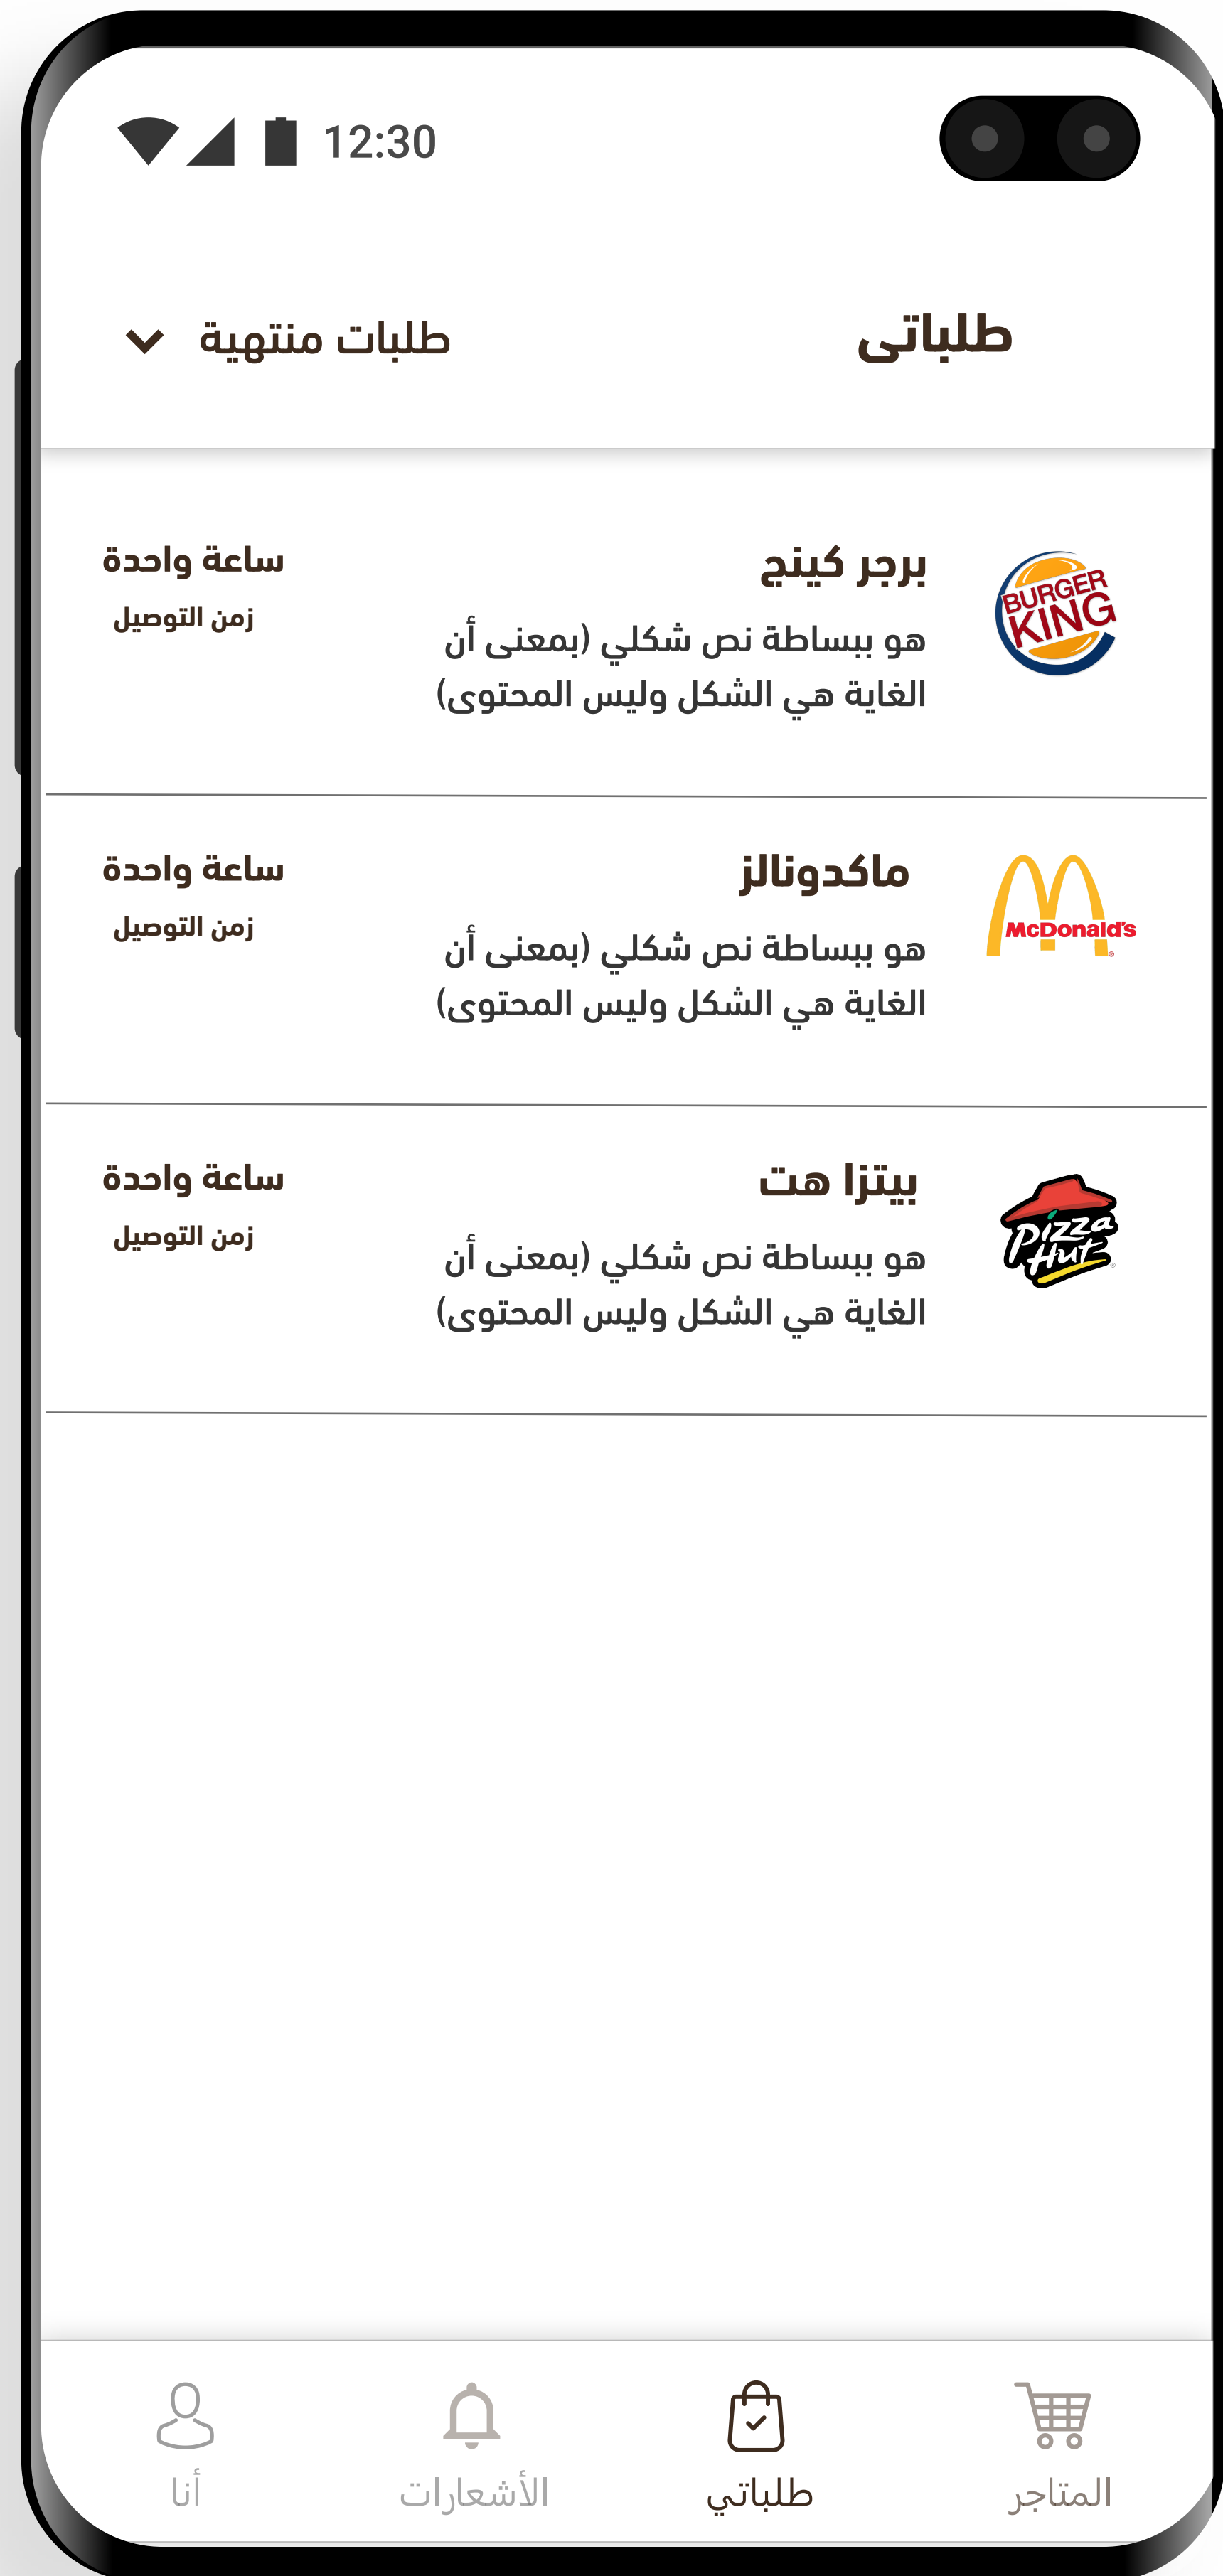 12:30
طلباتى
طلبات منتهية
BURGER
KING
برجر كينج
هو ببساطة نص شكلي (بمعنى أن
الغاية هي الشكل وليس المحتوى)
ساعة واحدة
زمن التوصيل
McDonald's
ماكدونالز
هو ببساطة نص شكلي (بمعنى أن
الغاية هي الشكل وليس المحتوى)
ساعة واحدة
زمن التوصيل
Pizza
Hut
بيتزا هت
هو ببساطة نص شكلي (بمعنى أن
الغاية هي الشكل وليس المحتوى)
ساعة واحدة
زمن التوصيل
المتاجر
طلباتي
الأشعارات
أنا